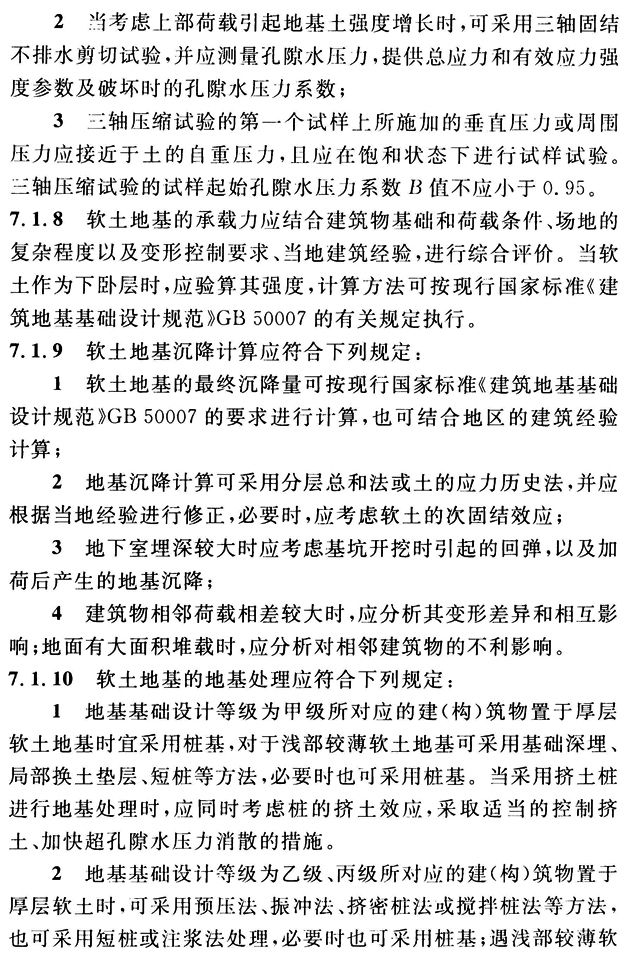 2 当考虑上部荷载引起地基土强度增长时,可采用三轴固结
不排水剪切试验,并应测量孔隙水压力,提供总应力和有效应力强
度参数及破坏时的孔隙水压力系数;
3 三轴压缩试验的第一个试样上所施加的垂直压力或周围
压力应接近于土的自重压力,且应在饱和状态下进行试样试验。
三轴压缩试验的试样起始孔隙水压力系数 B 值不应小于 0.95。
7.1.8 软土地基的承载力应结合建筑物基础和荷载条件、场地的
复杂程度以及变形控制要求、当地建筑经验,进行综合评价。当软
土作为下卧层时,应验算其强度,计算方法可按现行国家标准《建
筑地基基础设计规范》GB 50007 的有关规定执行。
7.1.9 软土地基沉降计算应符合下列规定:
1 软土地基的最终沉降量可按现行国家标准《建筑地基基础
设计规范》GB 50007 的要求进行计算,也可结合地区的建筑经验
计算;
2 地基沉降计算可采用分层总和法或土的应力历史法,并应
根据当地经验进行修正,必要时,应考虑软土的次固结效应;
3 地下室埋深较大时应考虑基坑开挖时引起的回弹,以及加
荷后产生的地基沉降;
4 建筑物相邻荷载相差较大时,应分析其变形差异和相互影
响;地面有大面积堆载时,应分析对相邻建筑物的不利影响。
7.1.10 软土地基的地基处理应符合下列规定:
1 地基基础设计等级为甲级所对应的建(构)筑物置于厚层
软土地基时宜采用桩基,对于浅部较薄软土地基可采用基础深埋、
局部换土垫层、短桩等方法,必要时也可采用桩基。当采用挤土桩
进行地基处理时,应同时考虑桩的挤土效应,采取适当的控制挤
土、加快超孔隙水压力消散的措施。
2 地基基础设计等级为乙级、丙级所对应的建(构)筑物置于
厚层软土时,可采用预压法、振冲法、挤密桩法或搅拌桩法等方法,
也可采用短桩或注浆法处理,必要时也可采用桩基;遇浅部较薄软